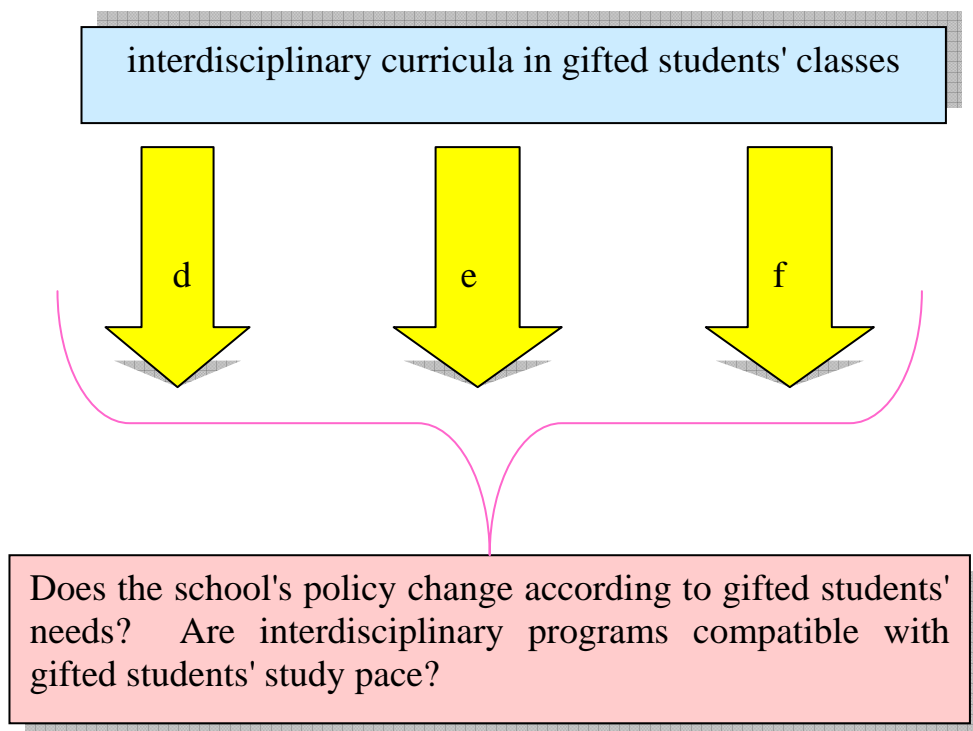 interdisciplinary curricula in gifted students' classes
d e f
Does the school's policy change according to gifted students'
needs? Are interdisciplinary programs compatible with
gifted students' study pace?